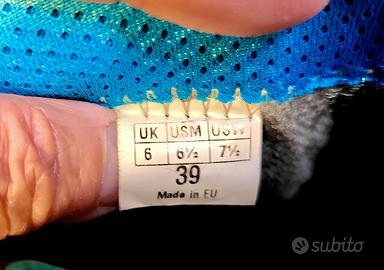 UK USM USW
6 6½ 7½
39
Made in EU
subito